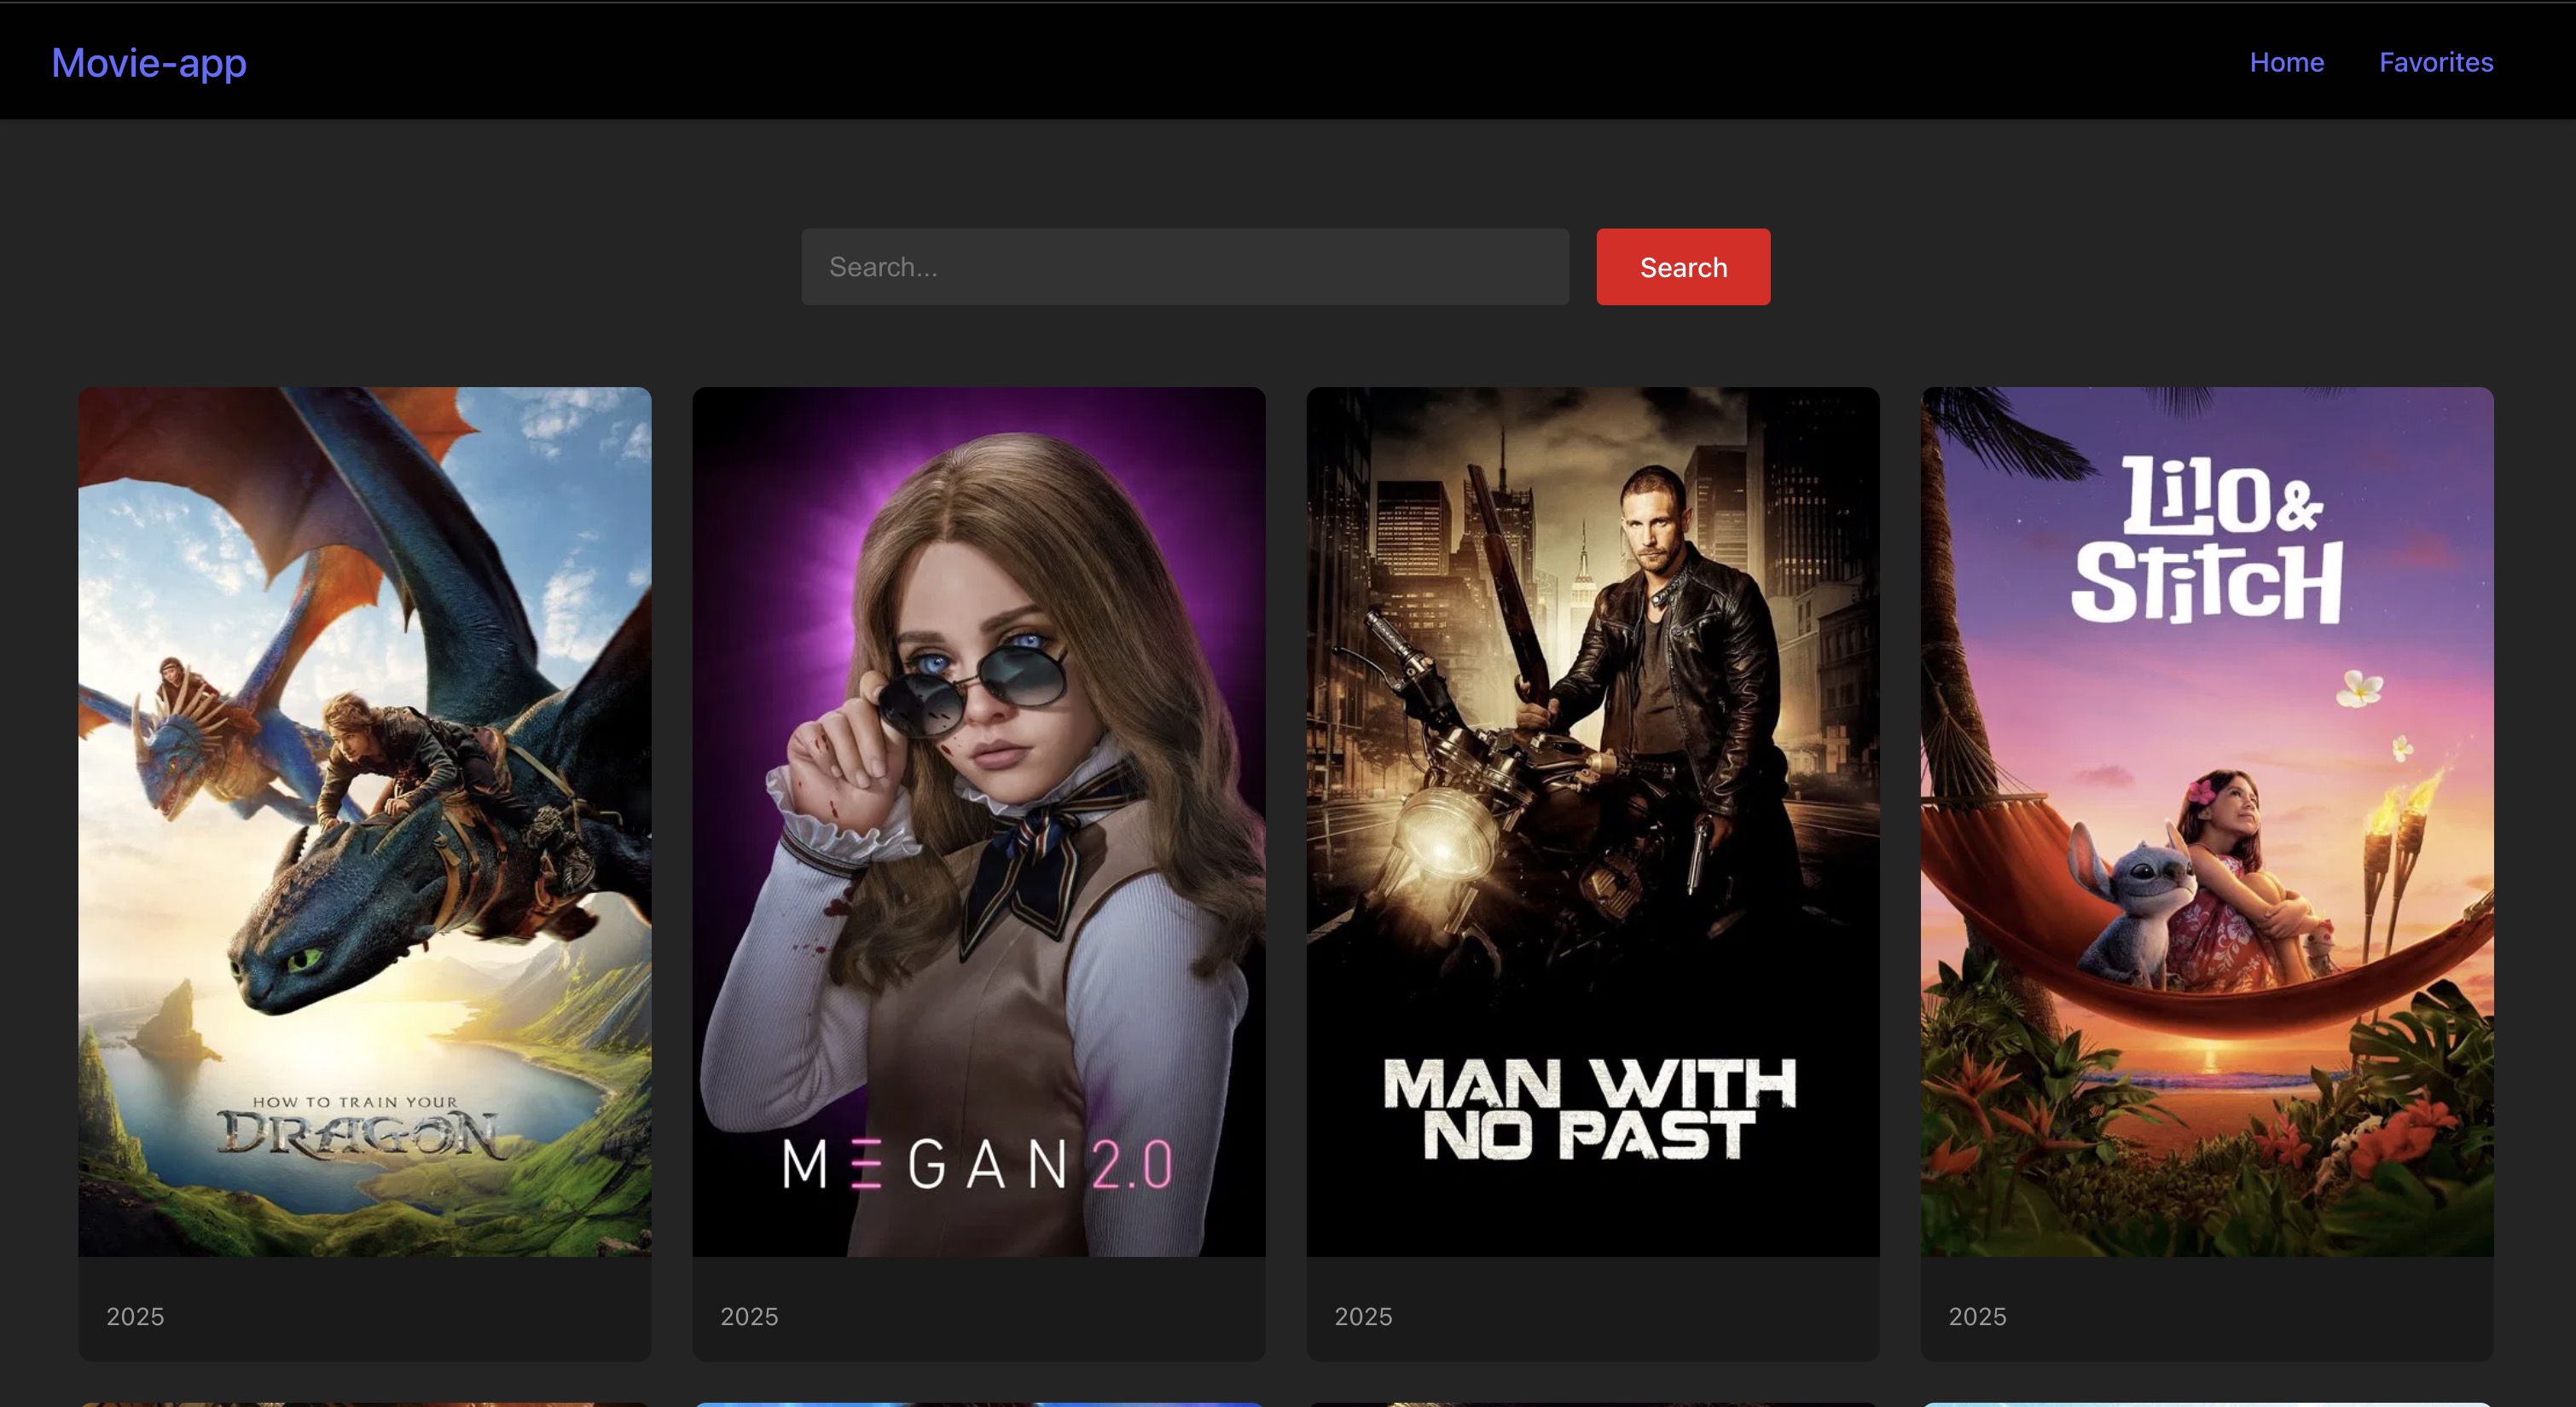 Movie-app
Home
Favorites
Search...
Search
HOW TO TRAIN YOUR
DRAGON
MEGAN 2.0
MAN WITH
NO PAST
Lilo &
Stitch
2025
2025
2025
2025